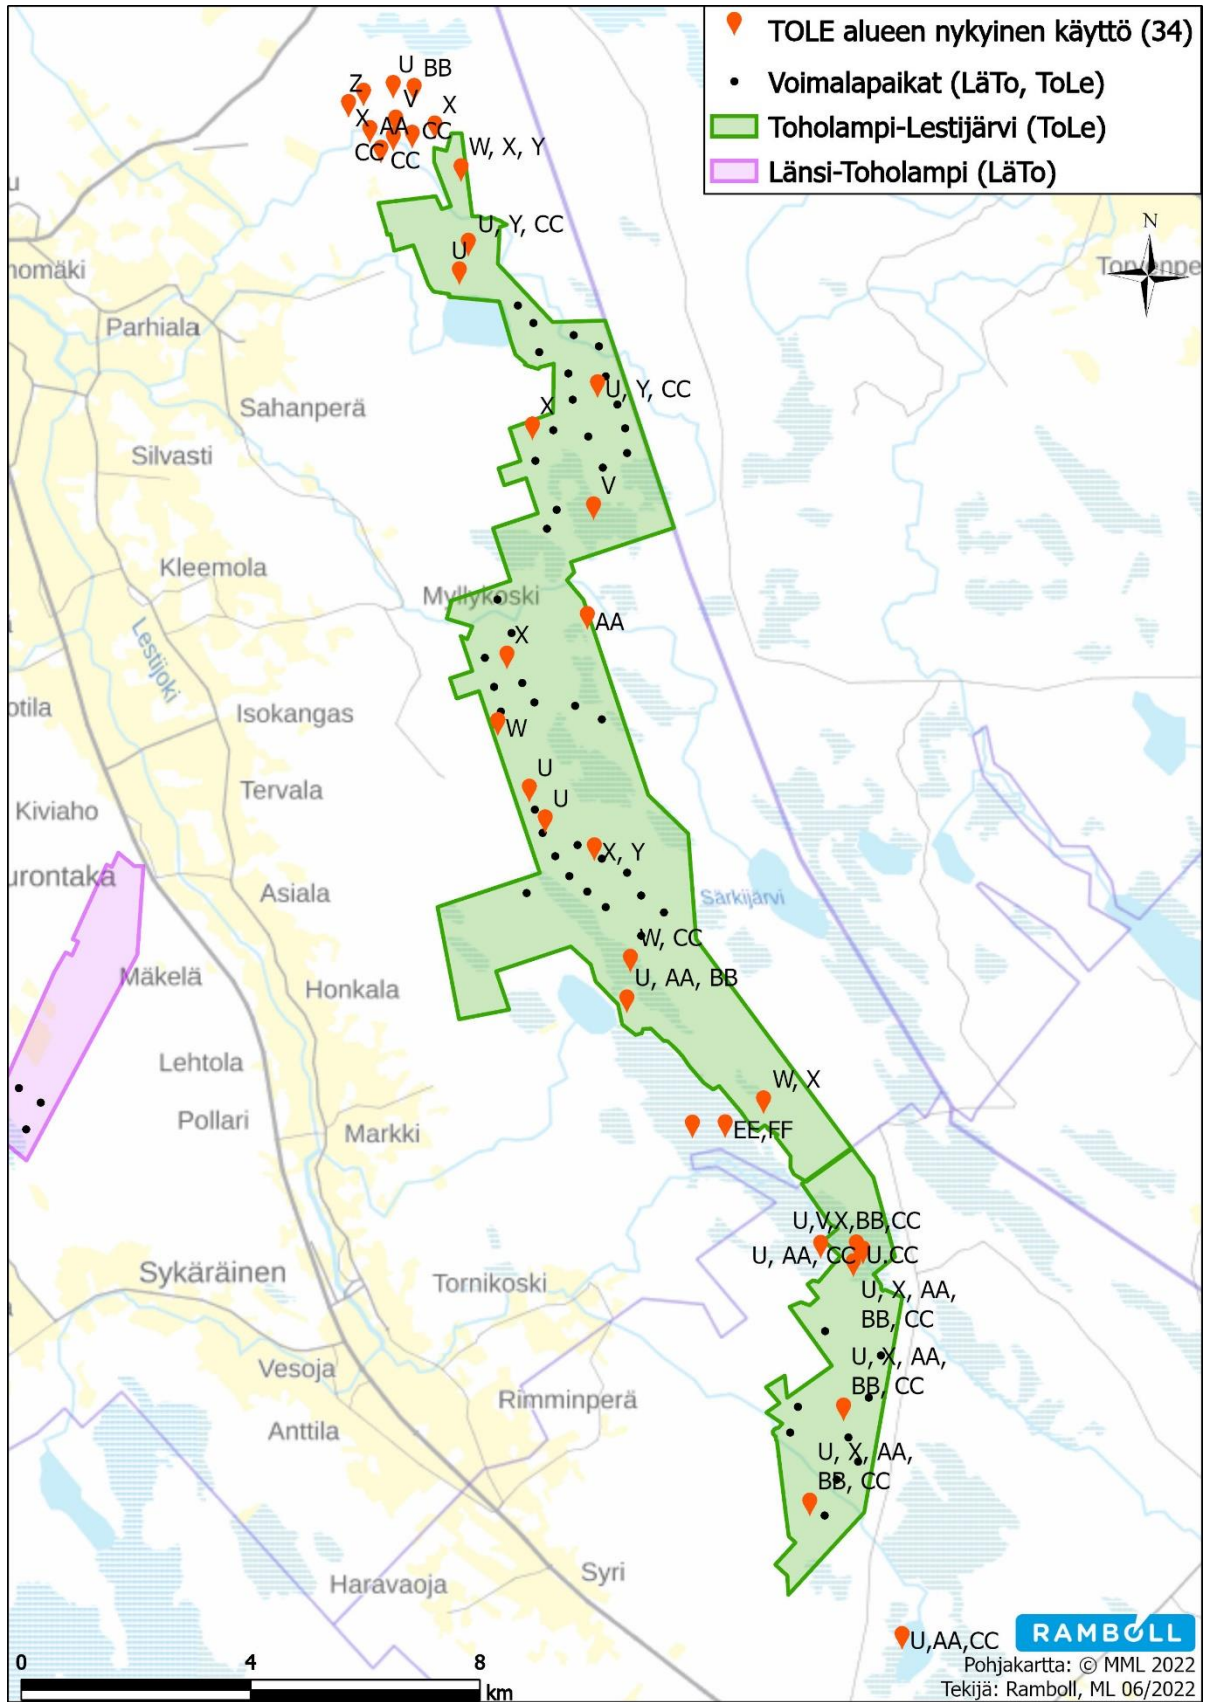 TOLE alueen nykyinen käyttö (34)
Voimalapaikat (LäTo, ToLe)
Toholampi-Lestijärvi (ToLe)
Länsi-Toholampi (LäTo)
N
U BB
Z
V
X
X AA CC
CC CC
W, X, Y
U, Y, CC
U
nomäki
Torvenpe
Parhiala
U, Y, CC
X
Sahanperä
Silvasti
V
Kleemola
Myllykoski
AA
X
Lestijoki
otila
Isokangas
W
U
Tervala
U
Kiviaho
X, Y
urontaka
Asiala
Särkijärvi
W, CC
Mäkelä
U, AA, BB
Honkala
Lehtola
W, X
Pollari
Markki
EE,FF
U,V,X,BB,CC
U, AA, CC U.CC
Sykäräinen
Tornikoski
U, X, AA,
BB, CC
U, X, AA,
BB, CC
Vesoja
Rimminperä
Anttila
U, X, AA,
BB, CC
Syri
Haravaoja
U,AA,CC
RAMBOLL
Pohjakartta: © MML 2022
Tekijä: Ramboll, ML 06/2022
0 4 8
km